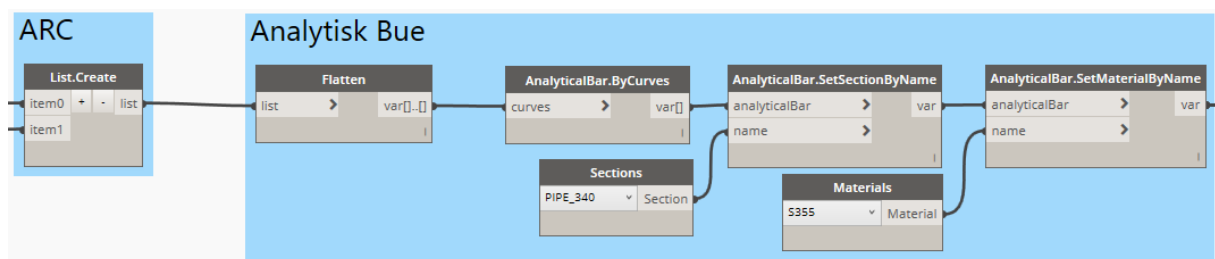 ARC
Analytisk Bue
List.Create
item0 + - list
item1
Flatten
list > var[]..[]
AnalyticalBar.ByCurves
curves > var[]
AnalyticalBar.SetSectionByName
analyticalBar > var
name >
AnalyticalBar.SetMaterialByName
analyticalBar > var
name >
Sections
PIPE_340 Section
Materials
S355 Material